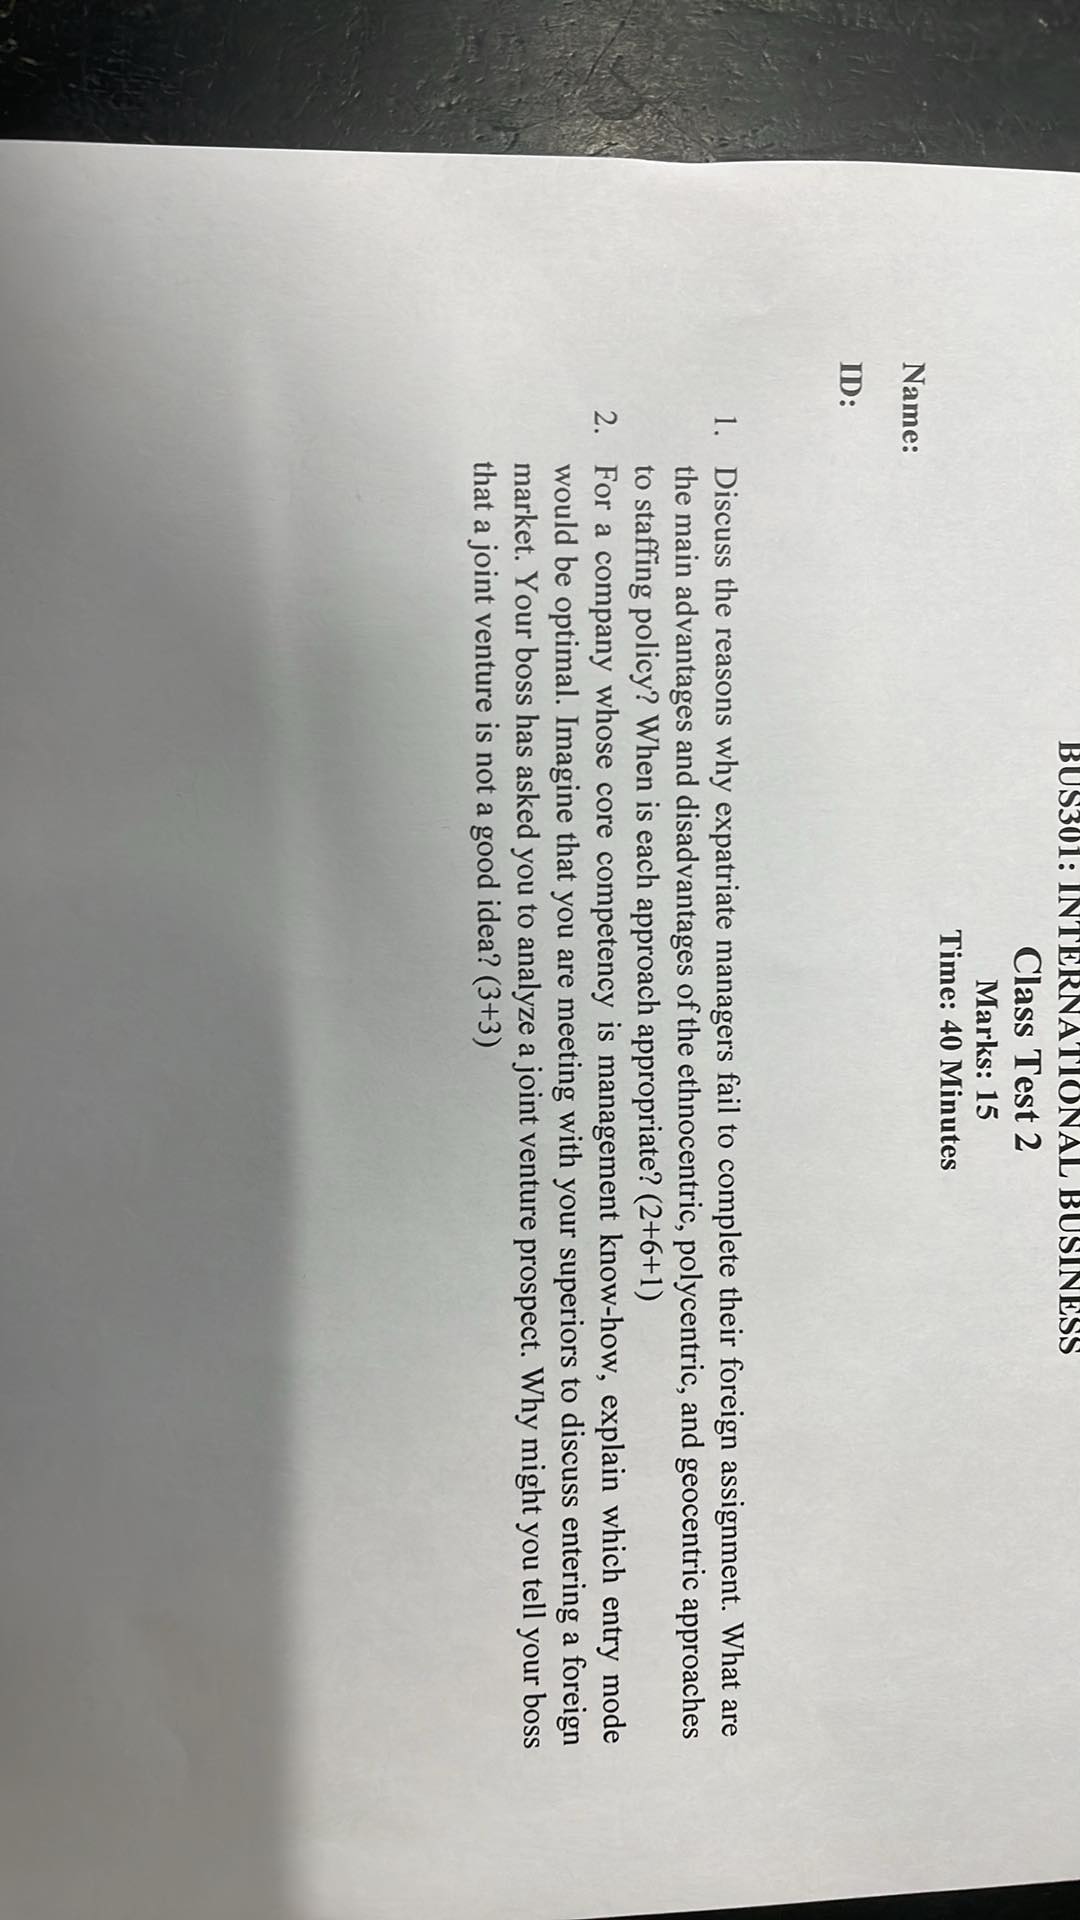 BUS301: INTERNATIONAL BUSINESS
Class Test 2
Marks: 15
Time: 40 Minutes
Name:
ID:
1. Discuss the reasons why expatriate managers fail to complete their foreign assignment. What are
the main advantages and disadvantages of the ethnocentric, polycentric, and geocentric approaches
to staffing policy? When is each approach appropriate? (2+6+1)
2. For a company whose core competency is management know-how, explain which entry mode
would be optimal. Imagine that you are meeting with your superiors to discuss entering a foreign
market. Your boss has asked you to analyze a joint venture prospect. Why might you tell your boss
that a joint venture is not a good idea? (3+3)